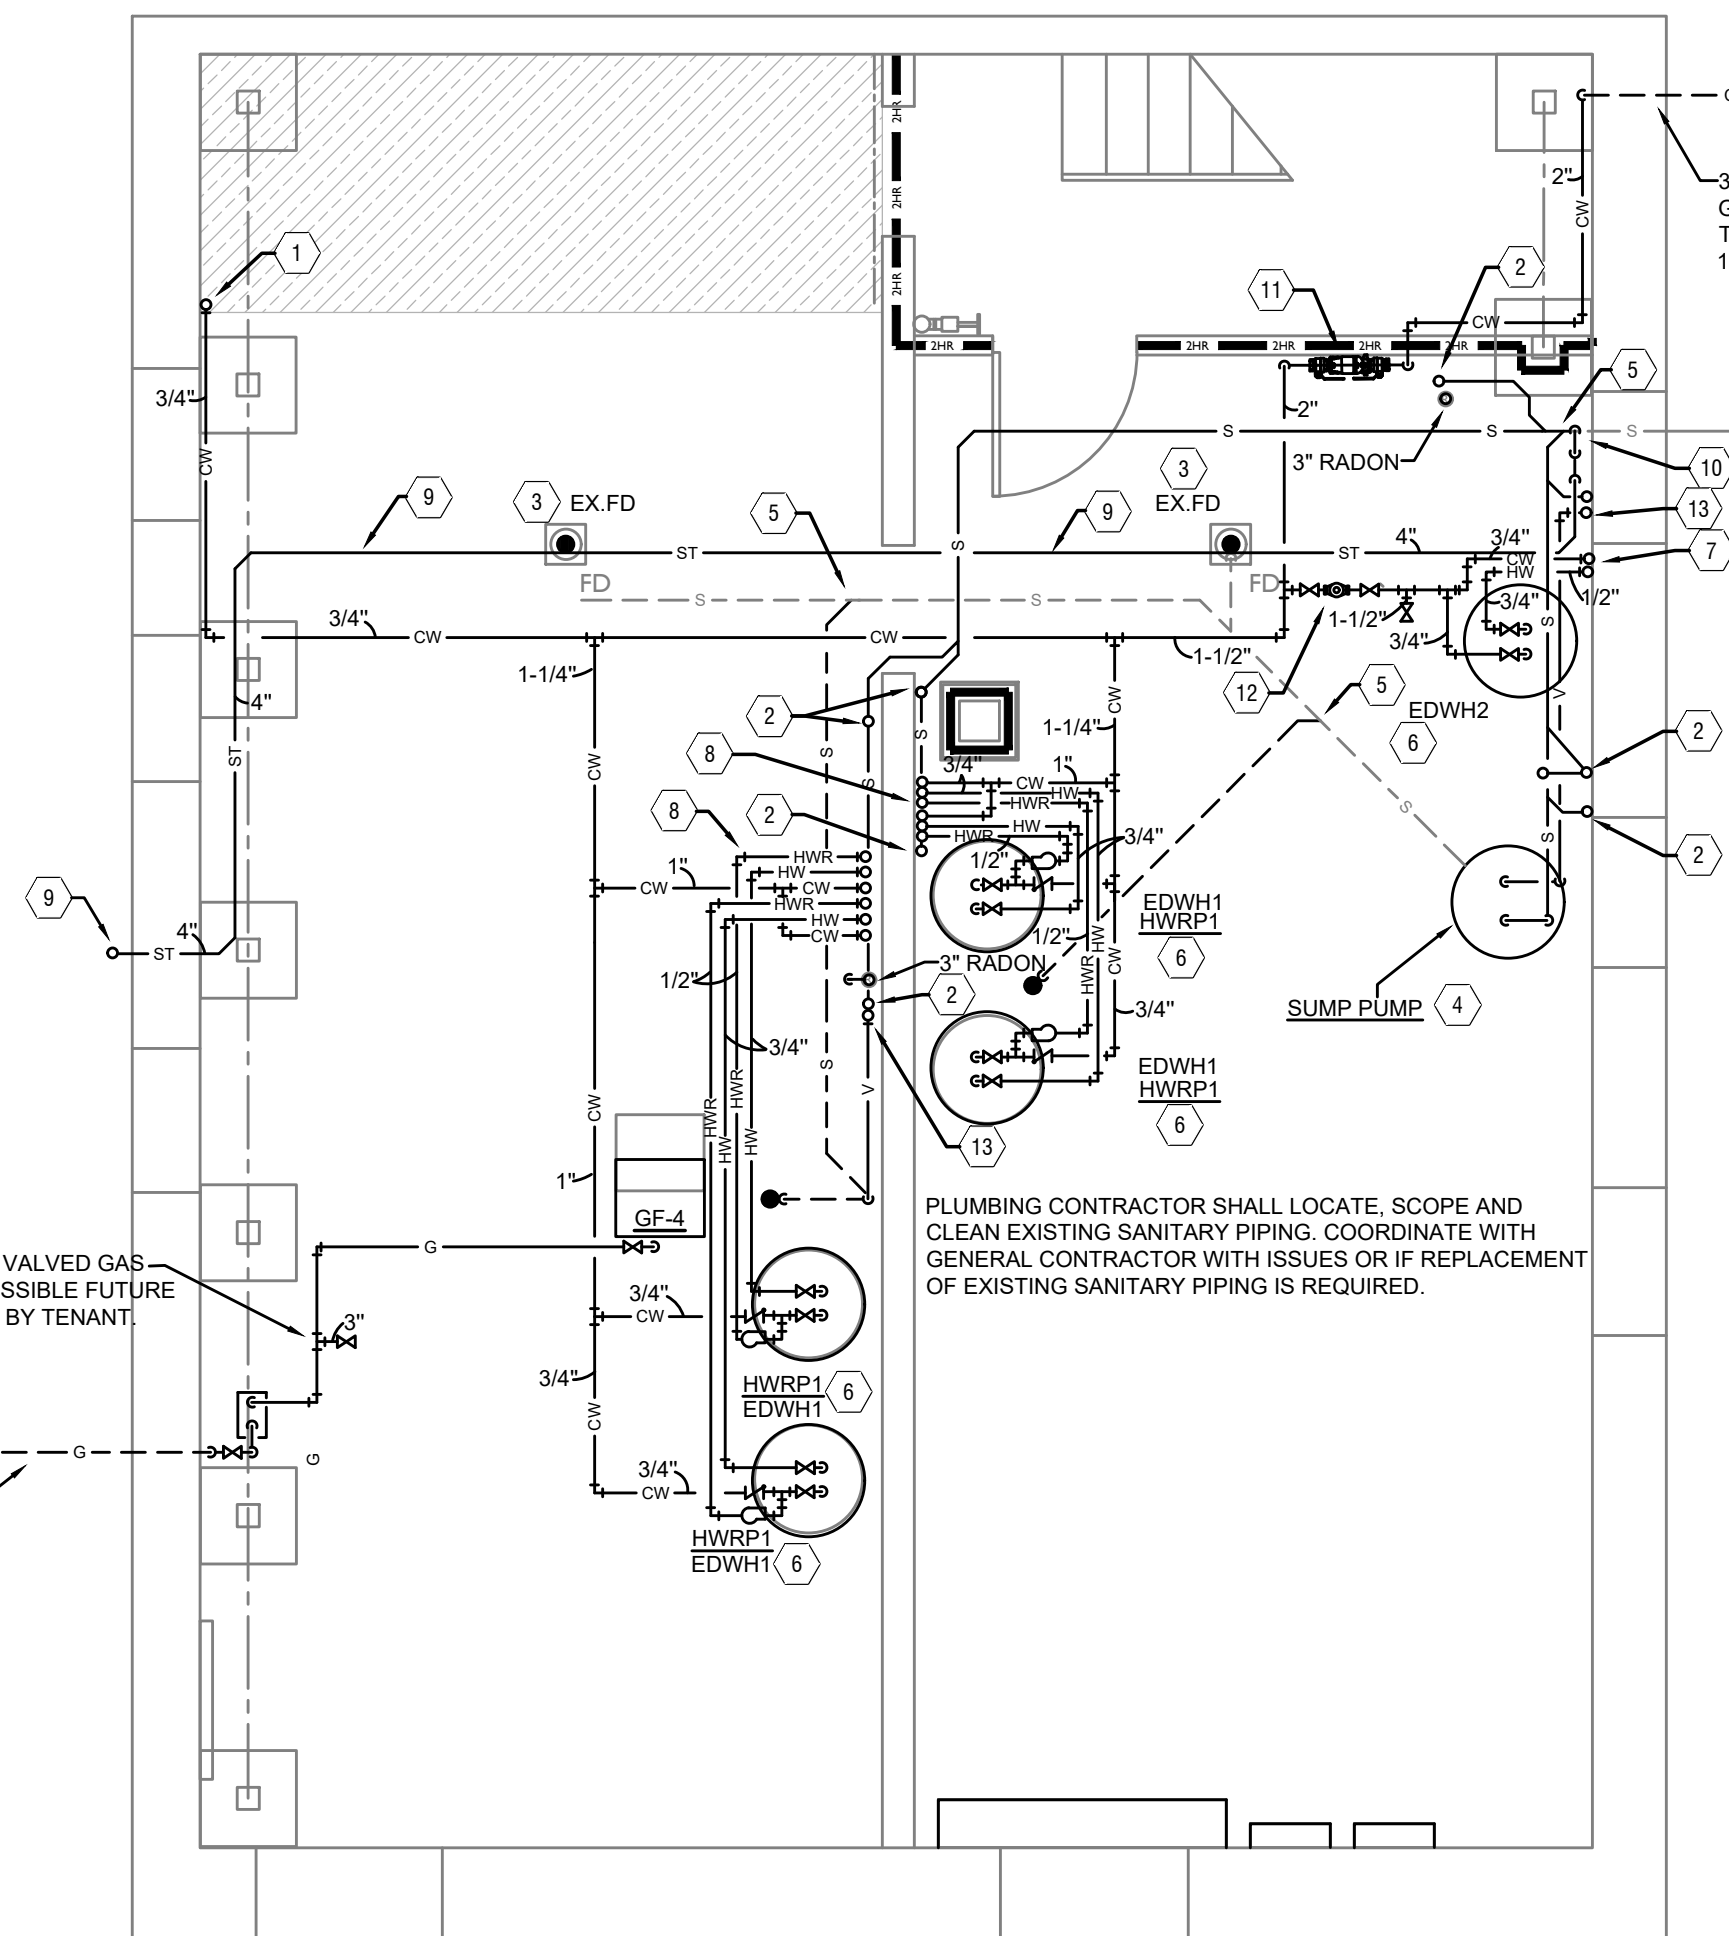 2HR
2HR
2HR
2"
CW
3
G
T
1
1
2
11
CW
2HR
2HR
2HR
2HR
2HR
5
3/4"
CW
2"
S
S
S
3" RADON
10
9
3
EX.FD
5
9
3
EX.FD
13
ST
S
ST
4"
3/4"
CW
HW
7
FD
S
S
FD
1-1/2"
3/4"
1/2"
3/4"
CW
CW
1-1/2"
3/4"
S
1-1/4"
4"
12
5
V
2
CW
1-1/4"
EDWH2
6
2
ST
CW
S
S
S
8
3/4"
CW
1"
HW
HWR
8
2
HW
HWR
3/4"
1/2"
S
S
2
HWR
HW
1"
CW
CW
HWR
HW
CW
9
4"
ST
EDWH1
HWRP1
6
1/2"
HW
HWR
CW
3" RADON
2
1/2"
3/4"
SUMP PUMP
4
3/4"
S
HWR
HWR
HW
HW
CW
V
EDWH1
HWRP1
6
13
1"
GF-4
PLUMBING CONTRACTOR SHALL LOCATE, SCOPE AND
CLEAN EXISTING SANITARY PIPING. COORDINATE WITH
GENERAL CONTRACTOR WITH ISSUES OR IF REPLACEMENT
OF EXISTING SANITARY PIPING IS REQUIRED.
G
VALVED GAS
SSIBLE FUTURE
BY TENANT.
3"
3/4"
CW
3/4"
CW
HWRP1
EDWH1
6
G
G
3/4"
CW
HWRP1
EDWH1
6